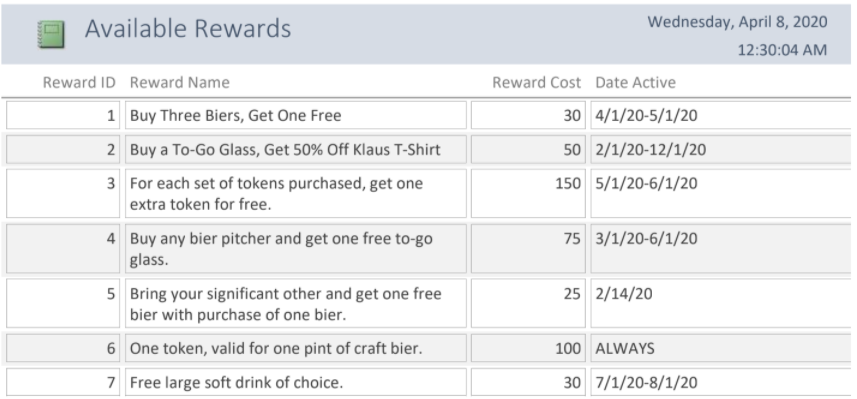 Available Rewards
Wednesday, April 8, 2020
12:30:04 AM
Reward ID Reward Name Reward Cost Date Active
1 Buy Three Biers, Get One Free 30 4/1/20-5/1/20
2 Buy a To-Go Glass, Get 50% Off Klaus T-Shirt 50 2/1/20-12/1/20
3 For each set of tokens purchased, get one 150 5/1/20-6/1/20
extra token for free.
4 Buy any bier pitcher and get one free to-go 75 3/1/20-6/1/20
glass.
5 Bring your significant other and get one free 25 2/14/20
bier with purchase of one bier.
6 One token, valid for one pint of craft bier. 100 ALWAYS
7 Free large soft drink of choice. 30 7/1/20-8/1/20